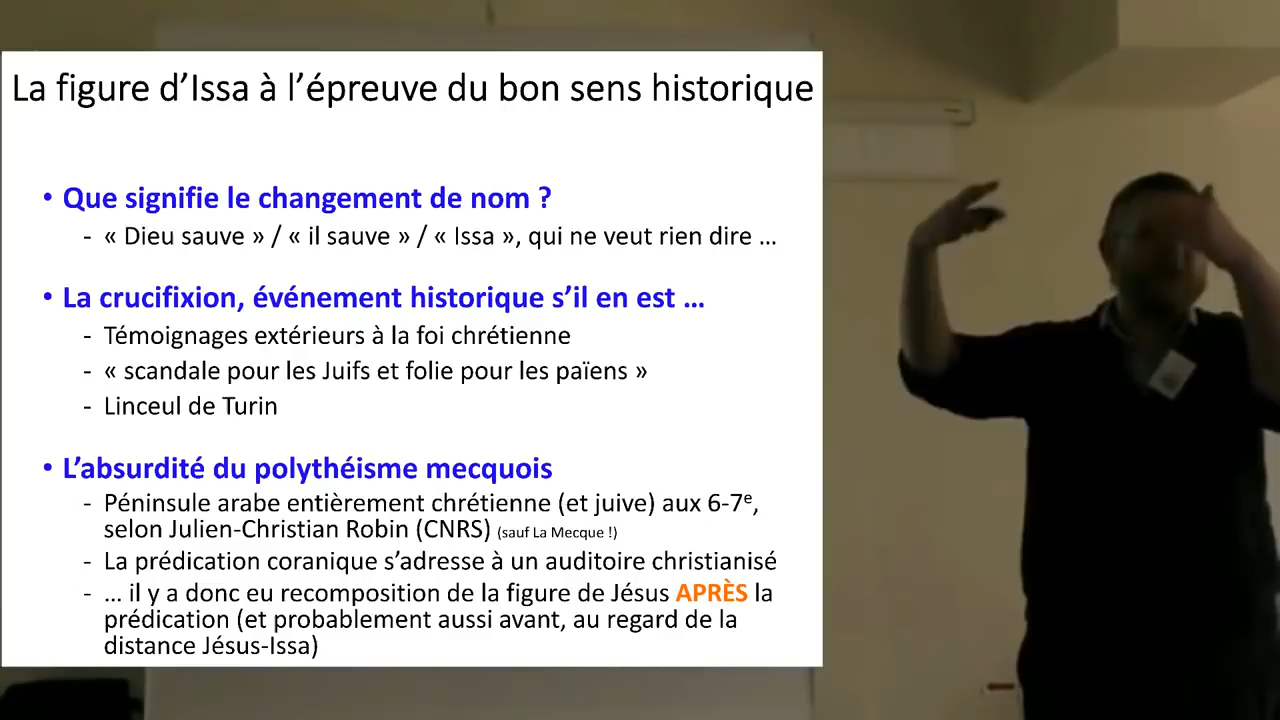 La figure d’Issa à l’épreuve du bon sens historique
• Que signifie le changement de nom ?
- « Dieu sauve » / « il sauve » / « Issa », qui ne veut rien dire …
• La crucifixion, événement historique s’il en est …
- Témoignages extérieurs à la foi chrétienne
- « scandale pour les Juifs et folie pour les païens »
- Linceul de Turin
• L’absurdité du polythéisme mecquois
- Péninsule arabe entièrement chrétienne (et juive) aux 6-7e,
selon Julien-Christian Robin (CNRS) (sauf La Mecque !)
- La prédication coranique s’adresse à un auditoire christianisé
- … il y a donc eu recomposition de la figure de Jésus APRÈS la
prédication (et probablement aussi avant, au regard de la
distance Jésus-Issa)